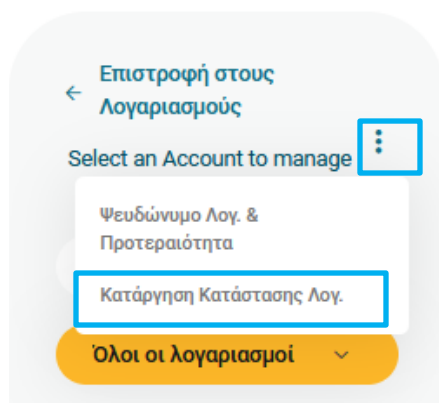 Επιστροφή στους
Λογαριασμούς
Select an Account to manage
Ψευδώνυμο Λογ. &
Προτεραιότητα
Κατάργηση Κατάστασης Λογ.
Όλοι οι λογαριασμοί